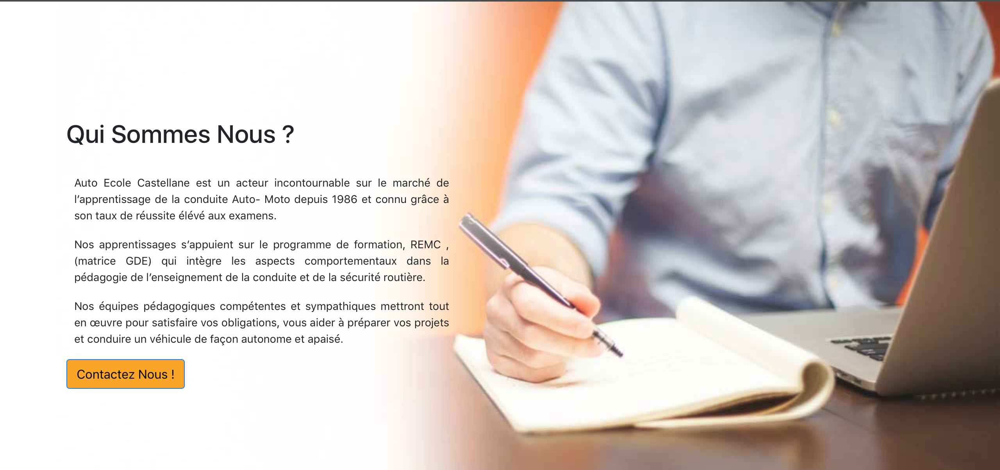 Qui Sommes Nous ?
Auto Ecole Castellane est un acteur incontournable sur le marché de
l’apprentissage de la conduite Auto- Moto depuis 1986 et connu grâce à
son taux de réussite élévé aux examens.
Nos apprentissages s’appuient sur le programme de formation, REMC ,
(matrice GDE) qui intègre les aspects comportementaux dans la
pédagogie de l’enseignement de la conduite et de la sécurité routière.
Nos équipes pédagogiques compétentes et sympathiques mettront tout
en œuvre pour satisfaire vos obligations, vous aider à préparer vos projets
et conduire un véhicule de façon autonome et apaisé.
Contactez Nous !